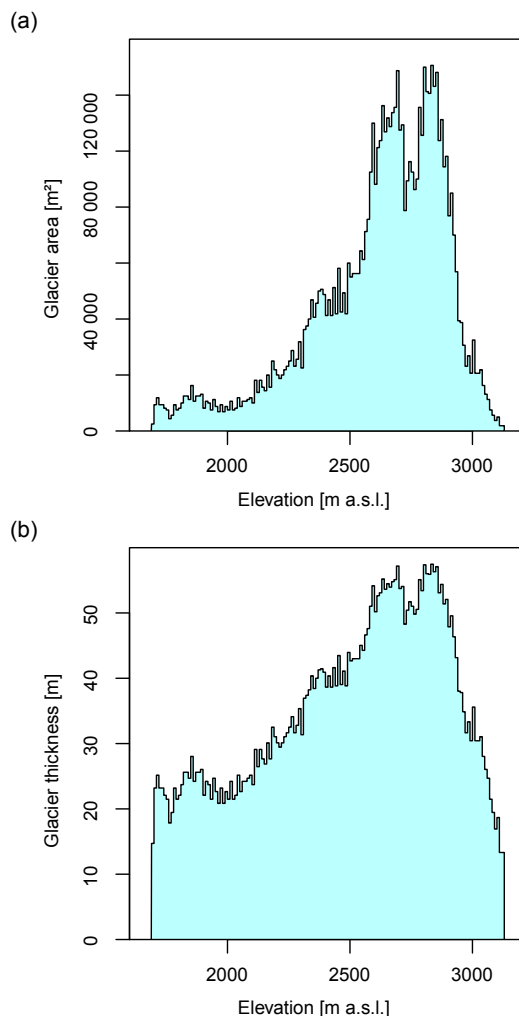 (a)
Glacier area [m²]
0
40 000
80 000
120 000
2000
2500
3000
Elevation [m a.s.l.]
(b)
Glacier thickness [m]
0
10
20
30
40
50
2000
2500
3000
Elevation [m a.s.l.]